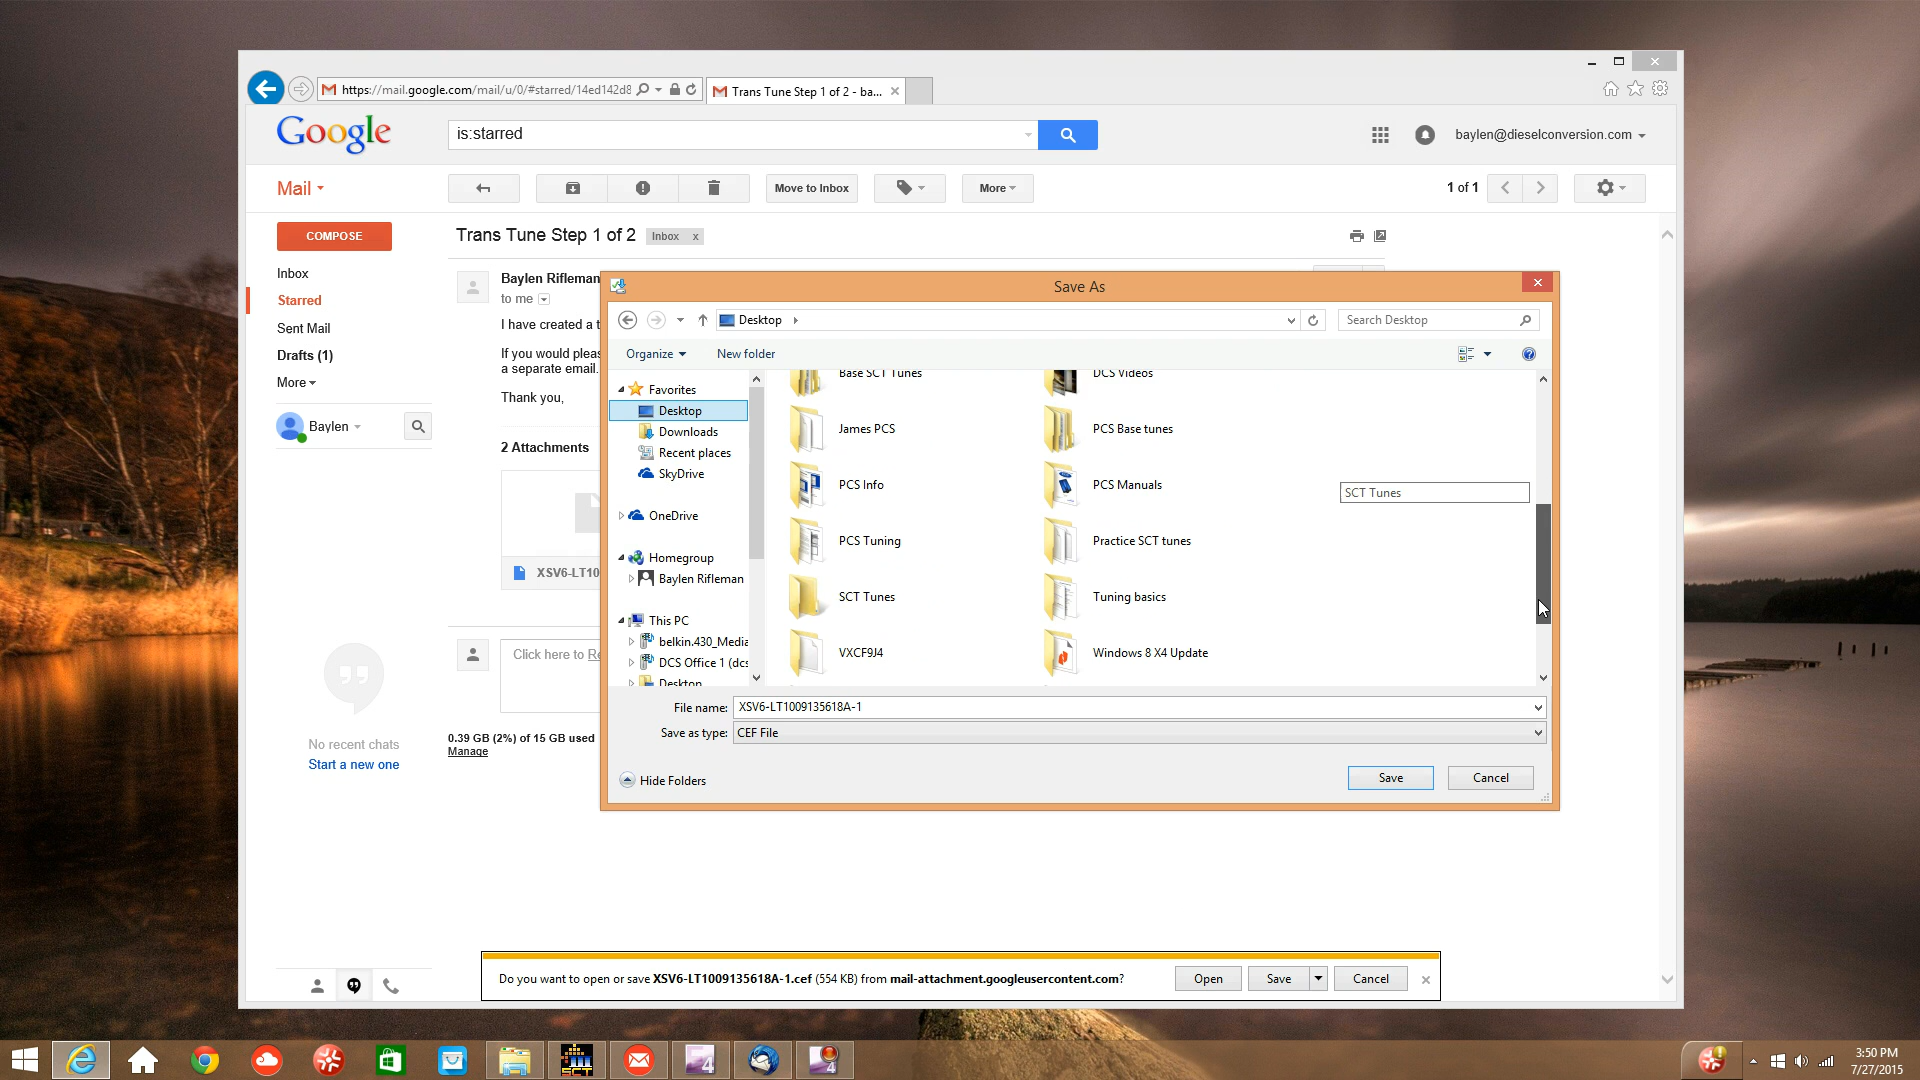 https://mail.google.com/mail/u/0/#starred/14ed142d8
Trans Tune Step 1 of 2 - ba...
Google
is:starred
baylen@dieselconversion.com
Mail
Move to Inbox
More
1 of 1
COMPOSE
Trans Tune Step 1 of 2
Inbox x
Inbox
Starred
Sent Mail
Drafts (1)
More
Baylen
Baylen Rifleman
to me
I have created a t
If you would pleas
a separate email.
Thank you,
2 Attachments
XSV6-LT10
Click here to Re
0.39 GB (2%) of 15 GB used
Manage
No recent chats
Start a new one
Save As
Desktop
Search Desktop
Organize
New folder
Favorites
Desktop
Downloads
Recent places
SkyDrive
OneDrive
Homegroup
Baylen Rifleman
This PC
belkin.430_Media
DCS Office 1 (dcs
Desktop
Base SCT Tunes
DCS Videos
James PCS
PCS Base tunes
PCS Info
PCS Manuals
SCT Tunes
PCS Tuning
Practice SCT tunes
SCT Tunes
Tuning basics
VXCF9J4
Windows 8 X4 Update
File name:
XSV6-LT1009135618A-1
Save as type:
CEF File
Hide Folders
Save
Cancel
Do you want to open or save XSV6-LT1009135618A-1.cef (554 KB) from mail-attachment.googleusercontent.com?
Open
Save
Cancel
SCT
4
4
3:50 PM
7/27/2015